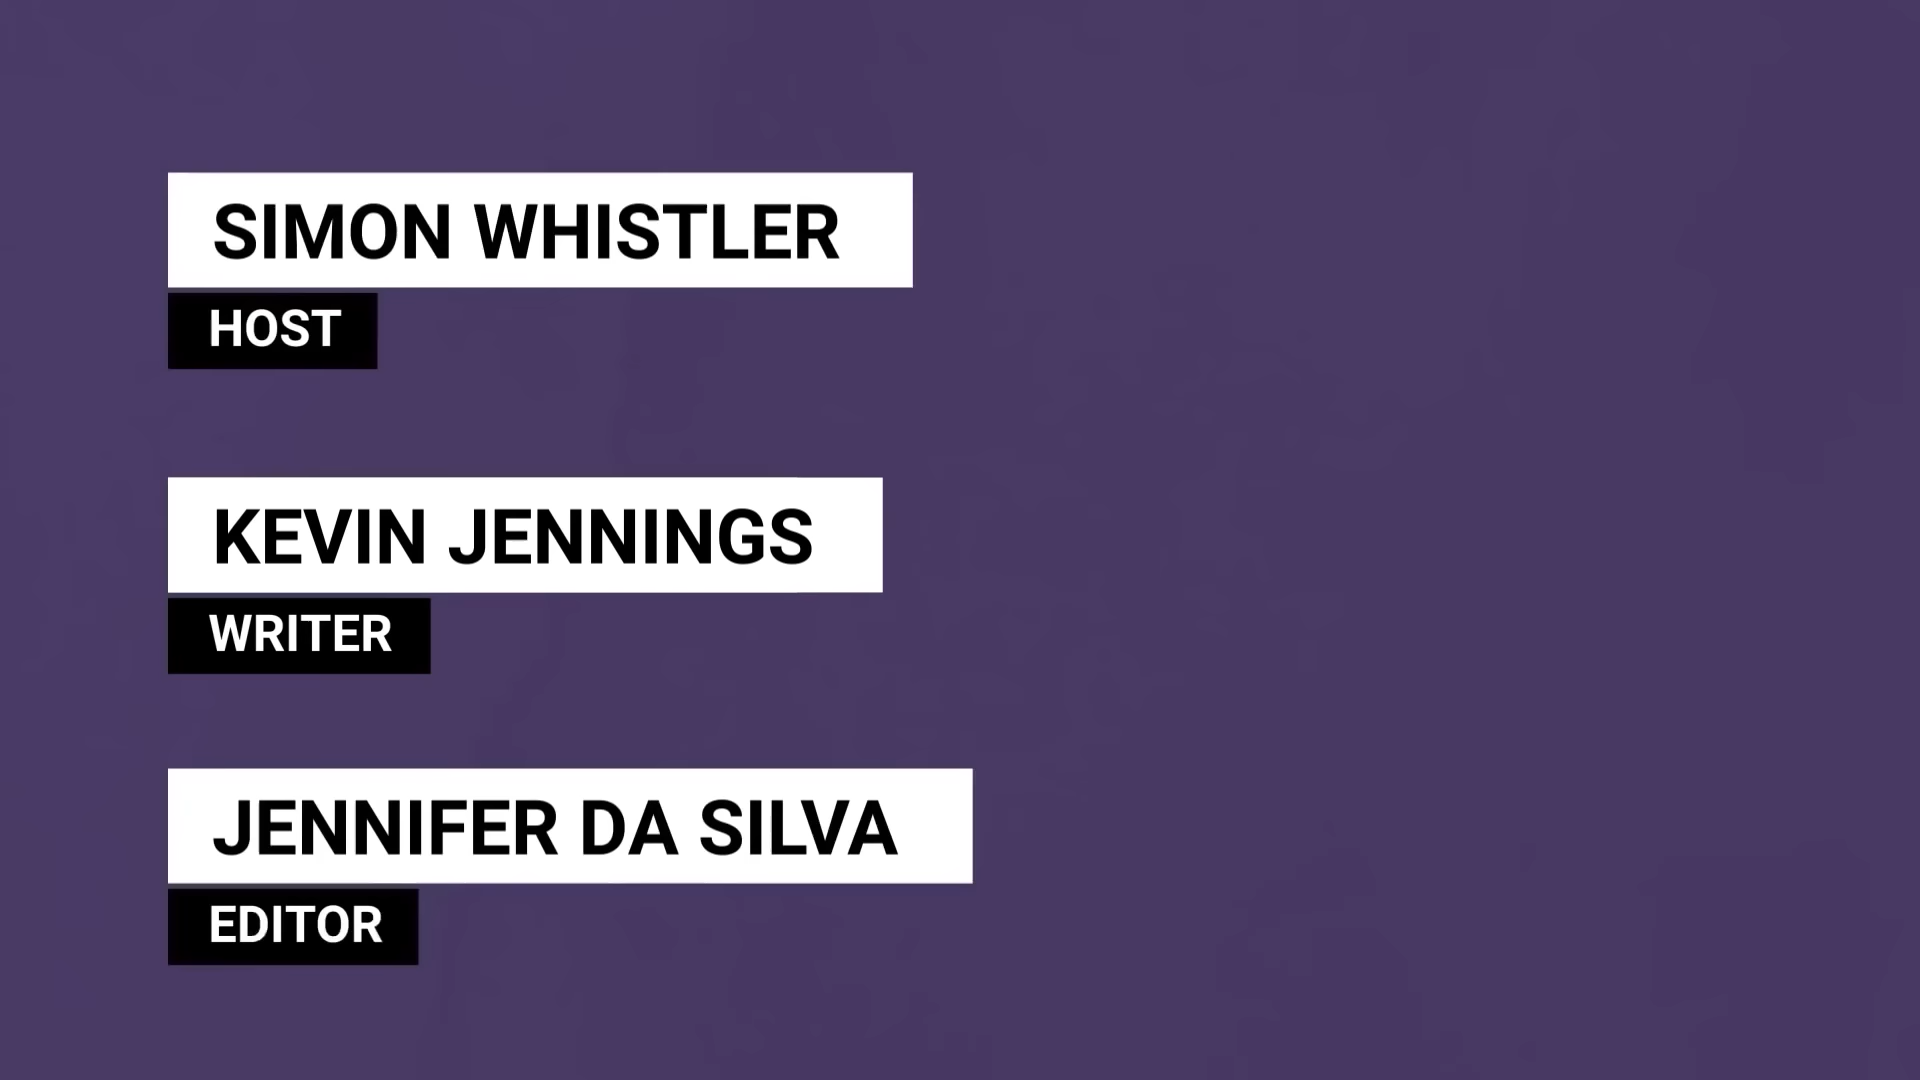 SIMON WHISTLER
HOST
KEVIN JENNINGS
WRITER
JENNIFER DA SILVA
EDITOR